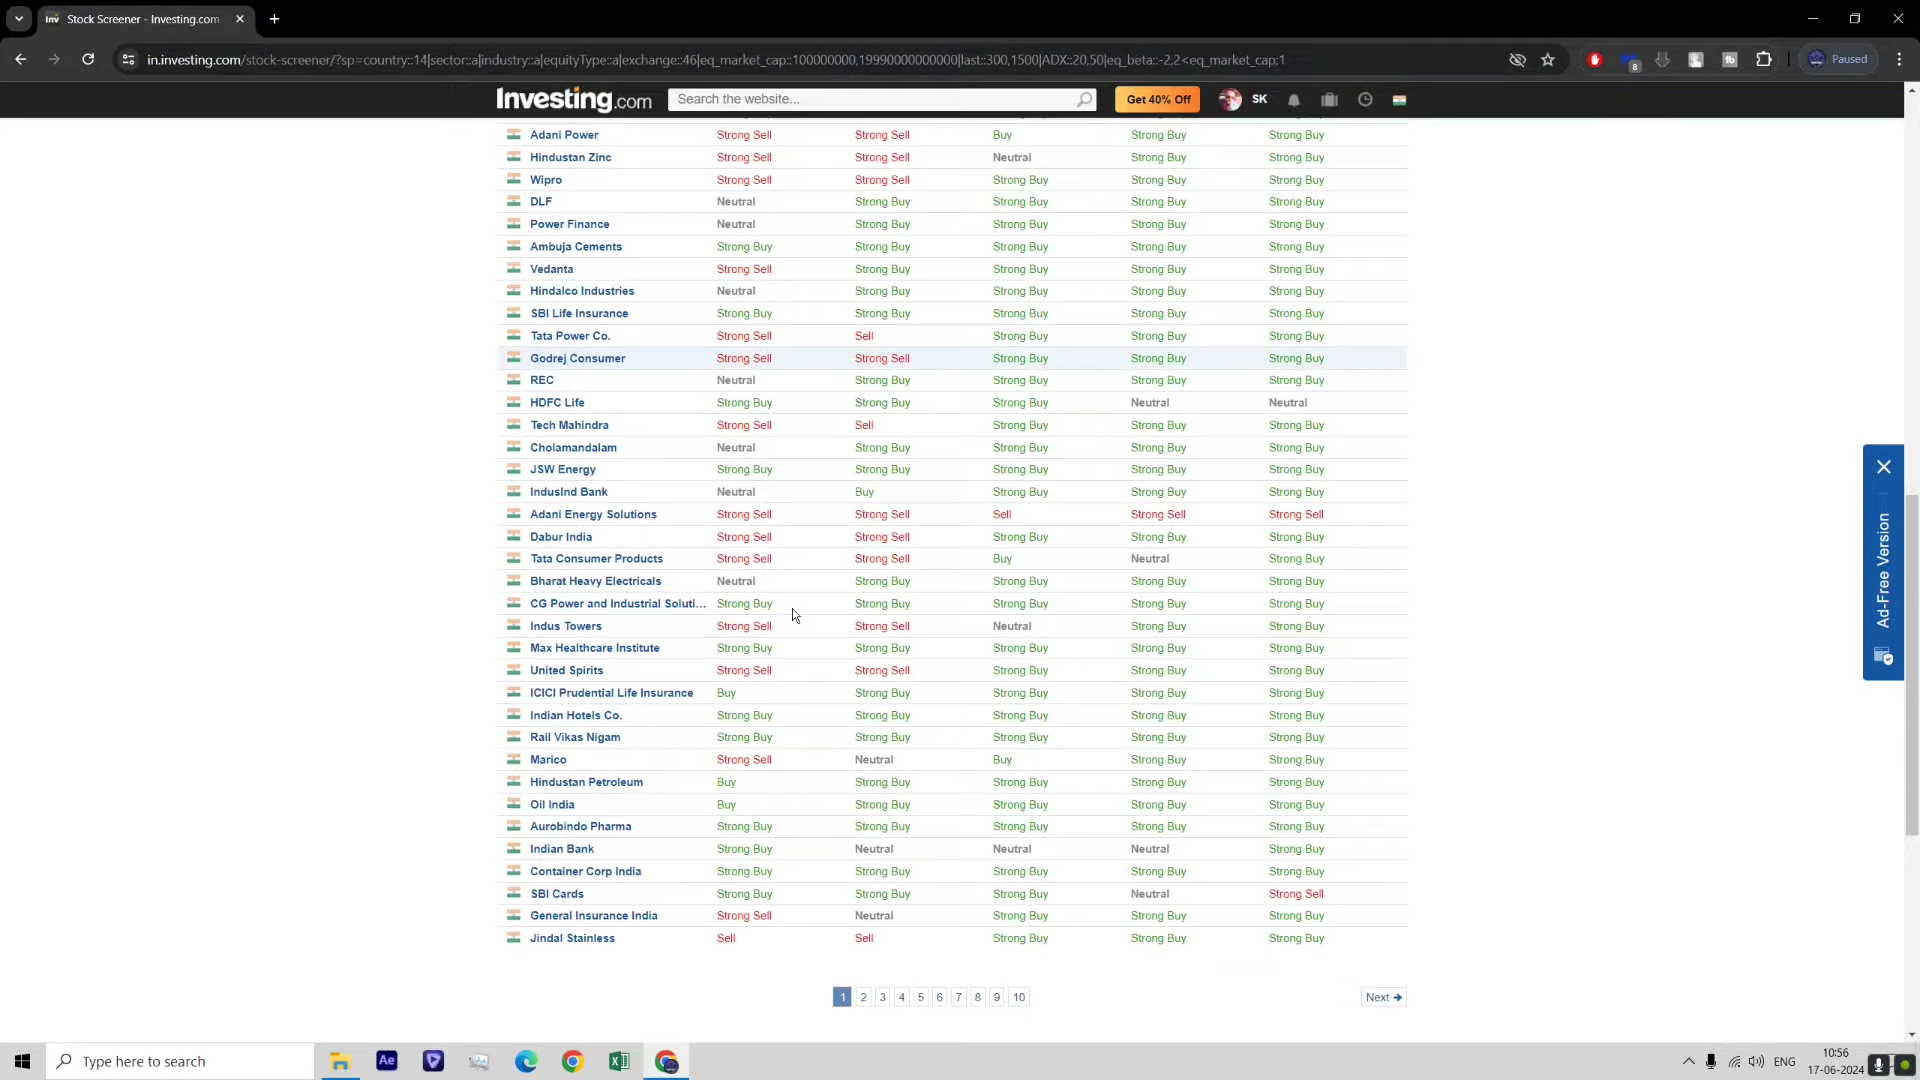 Inv Stock Screener - Investing.com
in.investing.com/stock-screener/?sp=country::14|sector::a|industry::a|equityType::a|exchange::46|eq_market_cap::100000000,19990000000000|last::300,1500|ADX::20,50|eq_beta::-2,2<eq_market_cap;1
8
tb
Paused
Investing.com
Search the website...
Get 40% Off
SK
Adani Power Strong Sell Strong Sell Buy Strong Buy Strong Buy
Hindustan Zinc Strong Sell Strong Sell Neutral Strong Buy Strong Buy
Wipro Strong Sell Strong Sell Strong Buy Strong Buy Strong Buy
DLF Neutral Strong Buy Strong Buy Strong Buy Strong Buy
Power Finance Neutral Strong Buy Strong Buy Strong Buy Strong Buy
Ambuja Cements Strong Buy Strong Buy Strong Buy Strong Buy Strong Buy
Vedanta Strong Sell Strong Buy Strong Buy Strong Buy Strong Buy
Hindalco Industries Neutral Strong Buy Strong Buy Strong Buy Strong Buy
SBI Life Insurance Strong Buy Strong Buy Strong Buy Strong Buy Strong Buy
Tata Power Co. Strong Sell Sell Strong Buy Strong Buy Strong Buy
Godrej Consumer Strong Sell Strong Sell Strong Buy Strong Buy Strong Buy
REC Neutral Strong Buy Strong Buy Strong Buy Strong Buy
HDFC Life Strong Buy Strong Buy Strong Buy Neutral Neutral
Tech Mahindra Strong Sell Sell Strong Buy Strong Buy Strong Buy
Cholamandalam Neutral Strong Buy Strong Buy Strong Buy Strong Buy
JSW Energy Strong Buy Strong Buy Strong Buy Strong Buy Strong Buy
IndusInd Bank Neutral Buy Strong Buy Strong Buy Strong Buy
Adani Energy Solutions Strong Sell Strong Sell Sell Strong Sell Strong Sell
Dabur India Strong Sell Strong Sell Strong Buy Strong Buy Strong Buy
Tata Consumer Products Strong Sell Strong Sell Buy Neutral Strong Buy
Bharat Heavy Electricals Neutral Strong Buy Strong Buy Strong Buy Strong Buy
CG Power and Industrial Soluti... Strong Buy Strong Buy Strong Buy Strong Buy Strong Buy
Indus Towers Strong Sell Strong Sell Neutral Strong Buy Strong Buy
Max Healthcare Institute Strong Buy Strong Buy Strong Buy Strong Buy Strong Buy
United Spirits Strong Sell Strong Sell Strong Buy Strong Buy Strong Buy
ICICI Prudential Life Insurance Buy Strong Buy Strong Buy Strong Buy Strong Buy
Indian Hotels Co. Strong Buy Strong Buy Strong Buy Strong Buy Strong Buy
Rail Vikas Nigam Strong Buy Strong Buy Strong Buy Strong Buy Strong Buy
Marico Strong Sell Neutral Buy Strong Buy Strong Buy
Hindustan Petroleum Buy Strong Buy Strong Buy Strong Buy Strong Buy
Oil India Buy Strong Buy Strong Buy Strong Buy Strong Buy
Aurobindo Pharma Strong Buy Strong Buy Strong Buy Strong Buy Strong Buy
Indian Bank Strong Buy Neutral Neutral Neutral Strong Buy
Container Corp India Strong Buy Strong Buy Strong Buy Strong Buy Strong Buy
SBI Cards Strong Buy Strong Buy Strong Buy Neutral Strong Sell
General Insurance India Strong Sell Neutral Strong Buy Strong Buy Strong Buy
Jindal Stainless Sell Sell Strong Buy Strong Buy Strong Buy
1 2 3 4 5 6 7 8 9 10 Next
Ad-Free Version
Type here to search
Ae
ENG
10:56
17-06-2024